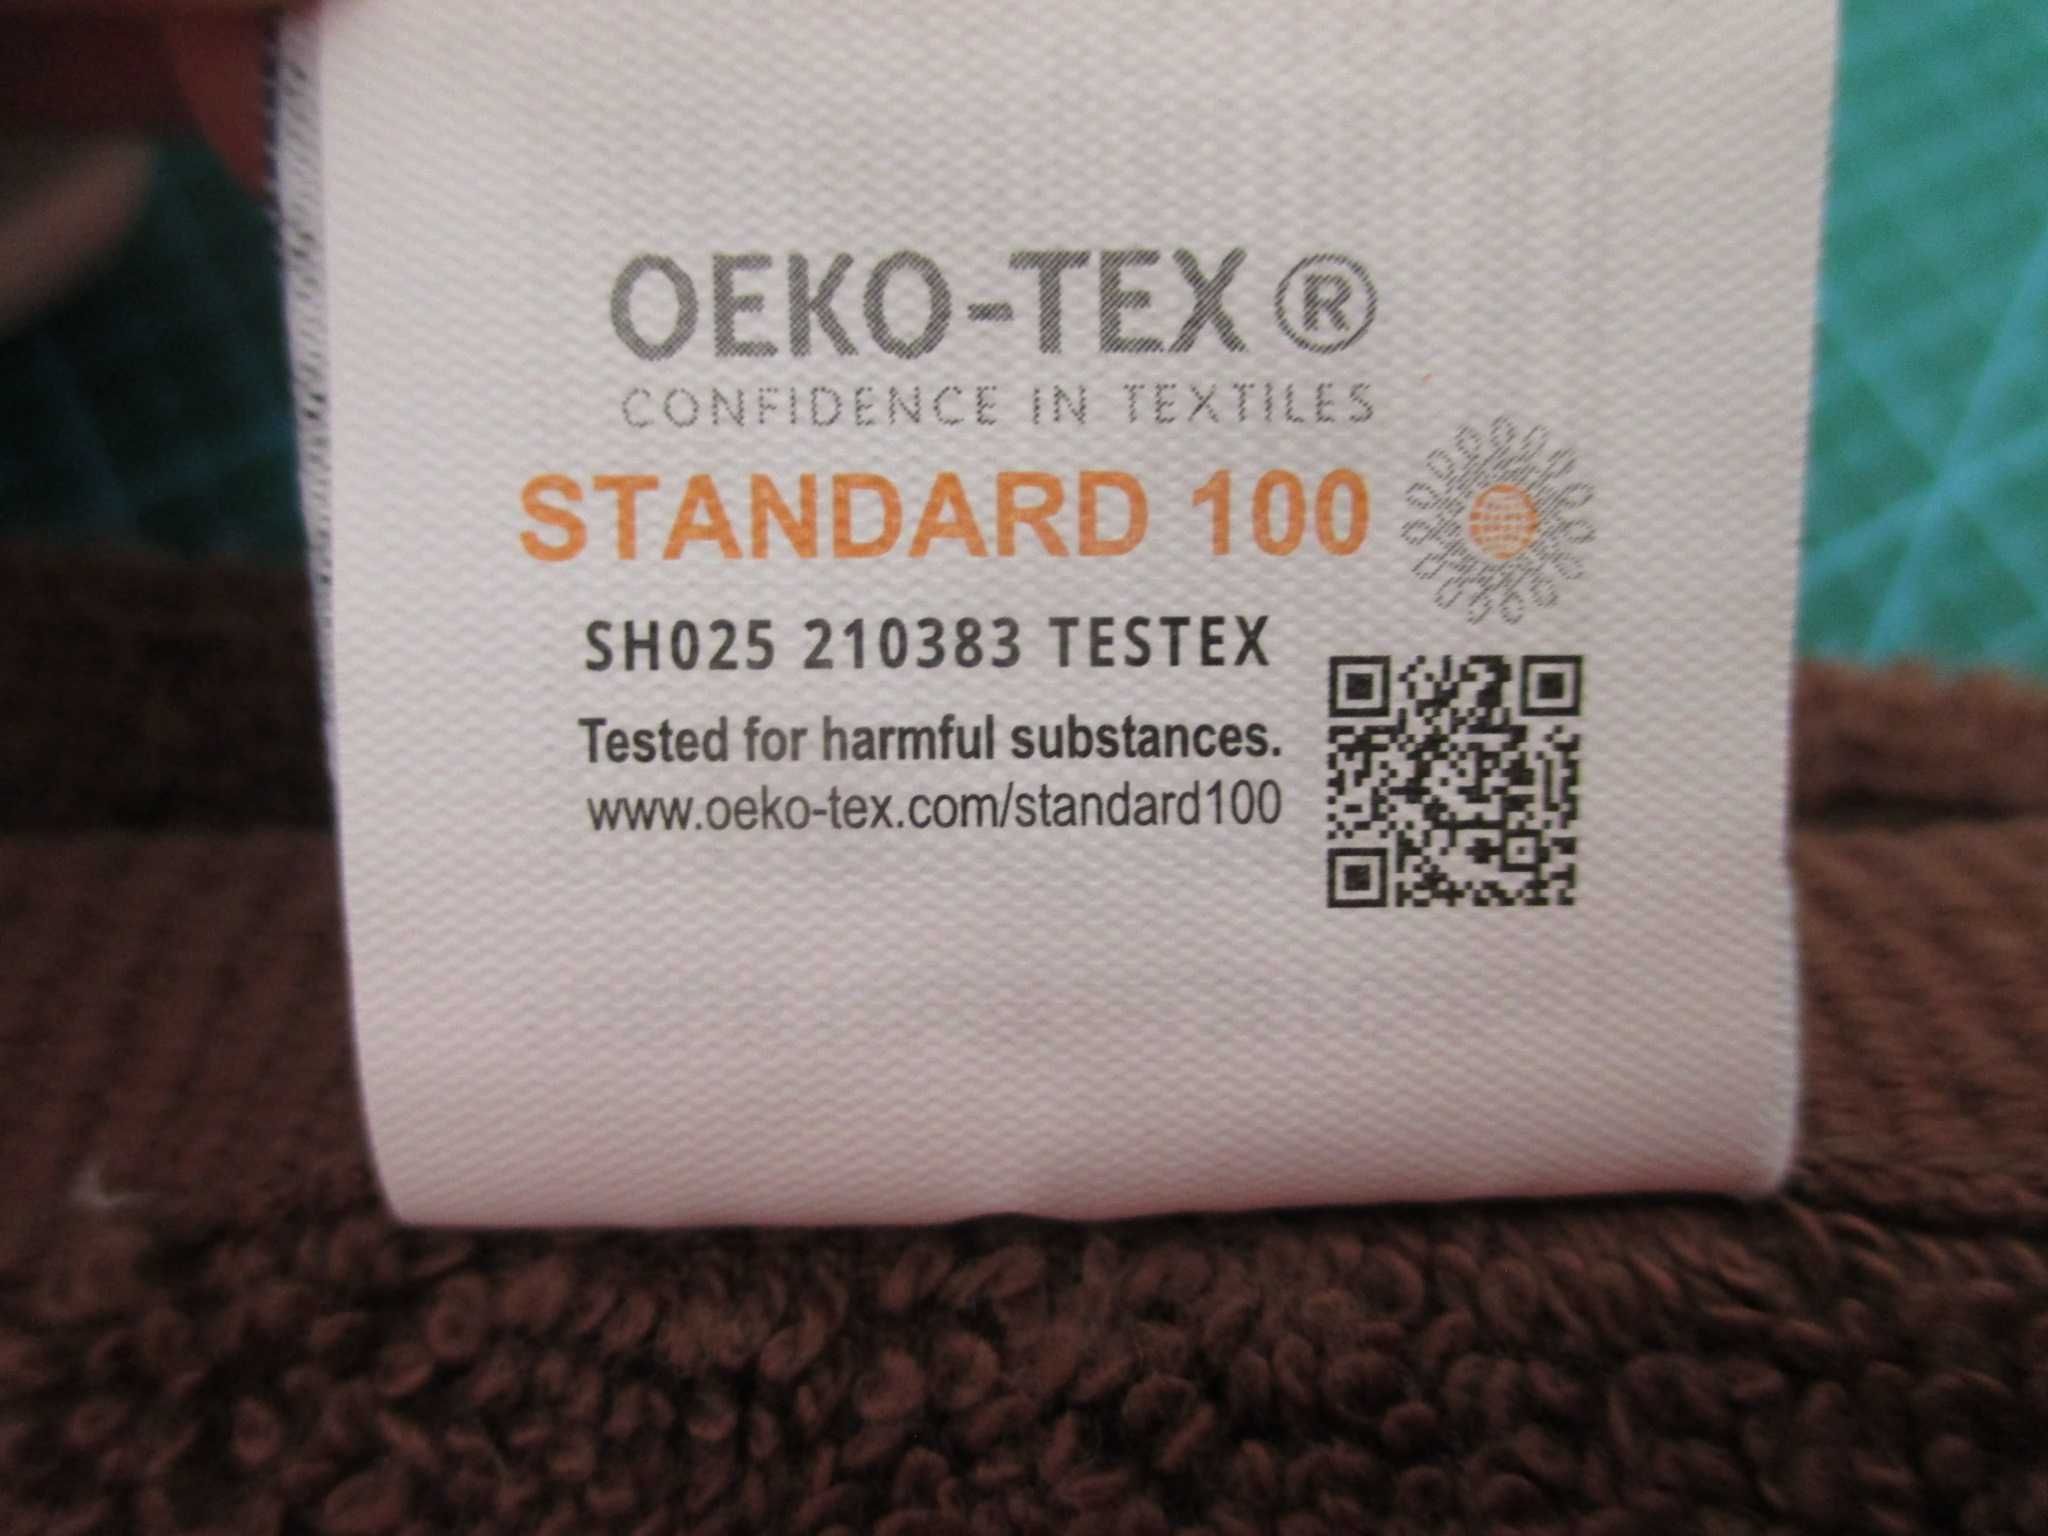 OEKO-TEX®
CONFIDENCE IN TEXTILES
STANDARD 100
SH025 210383 TESTEX
Tested for harmful substances.
www.oeko-tex.com/standard100